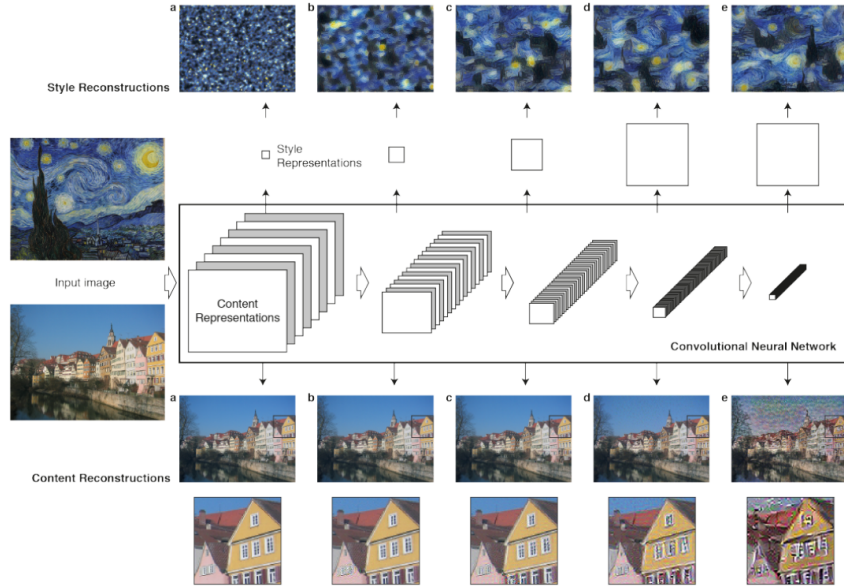 a
b
c
d
e
Style Reconstructions
Style
Representations
Input image
Content
Representations
Convolutional Neural Network
a
b
c
d
e
Content Reconstructions